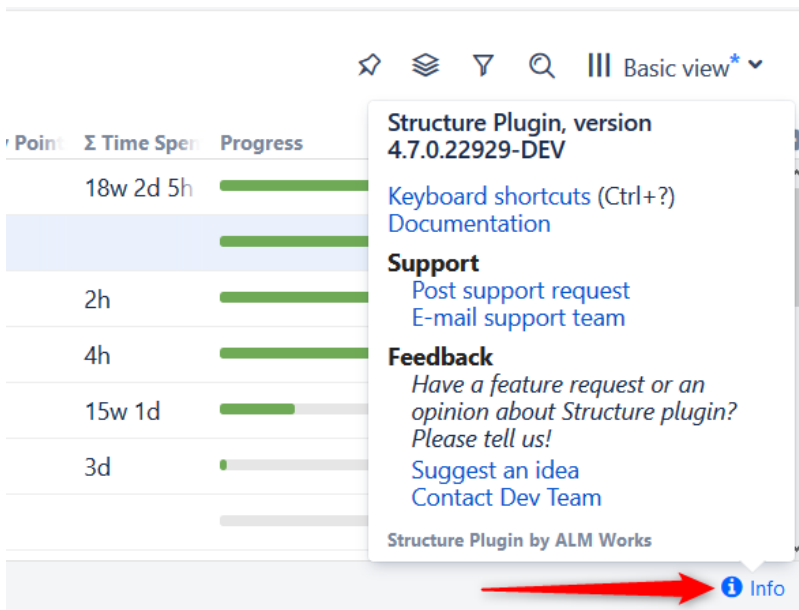 Basic view*
Point Σ Time Spen Progress
18w 2d 5h
2h
4h
15w 1d
3d
Structure Plugin, version
4.7.0.22929-DEV
Keyboard shortcuts (Ctrl+?)
Documentation
Support
Post support request
E-mail support team
Feedback
Have a feature request or an
opinion about Structure plugin?
Please tell us!
Suggest an idea
Contact Dev Team
Structure Plugin by ALM Works
Info